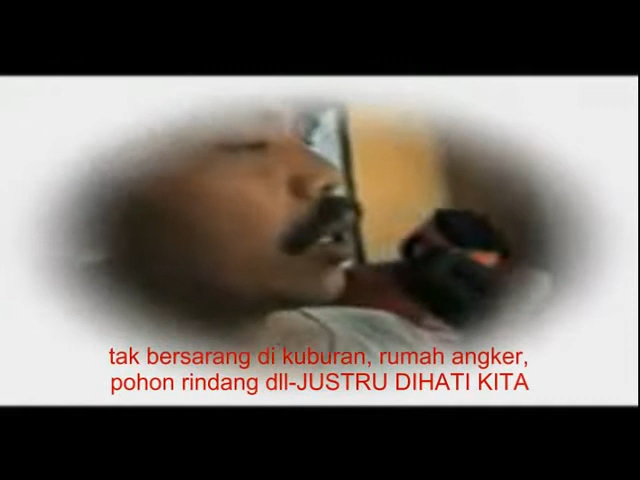 tak bersarang di kuburan, rumah angker,
pohon rindang dll-JUSTRU DIHATI KITA